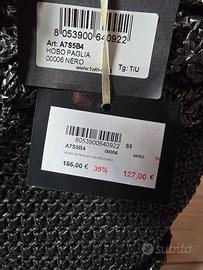 8 053900 640922
Art: A7S5B4
HOBO PAGLIA
00006 NERO
Tg: T/U
8053900640922
S5
A7S5B4
00006
NERO
195,00 €
35%
127,00 €
subito